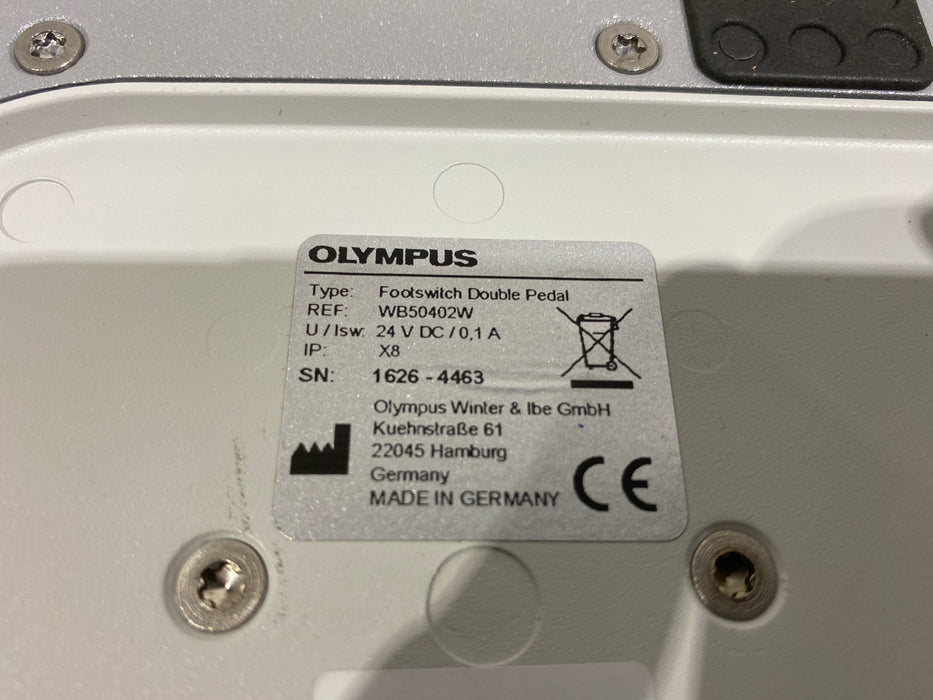 OLYMPUS
Type: Footswitch Double Pedal
REF: WB50402W
U / Isw: 24 V DC / 0,1 A
IP: X8
SN: 1626 - 4463
Olympus Winter & Ibe GmbH
Kuehnstraße 61
22045 Hamburg
Germany
MADE IN GERMANY
CE